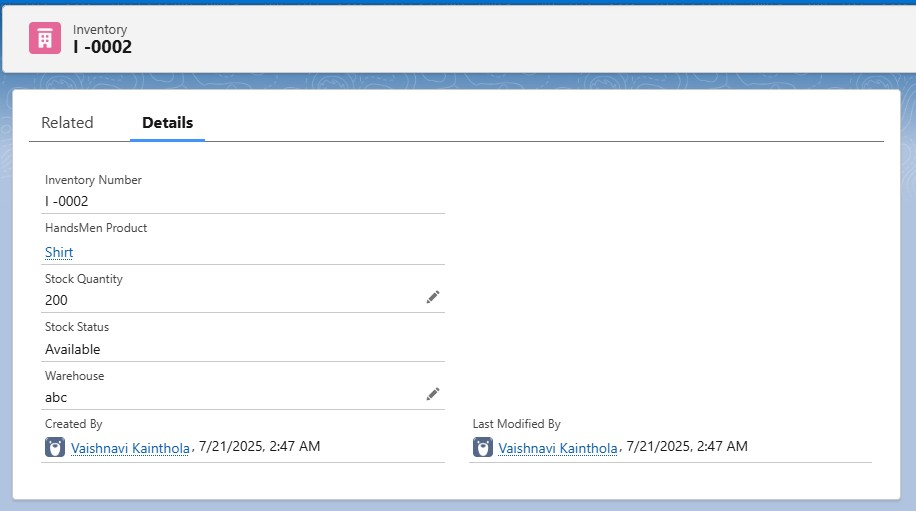 Inventory
I -0002
Related Details
Inventory Number
I -0002
HandsMen Product
Shirt
Stock Quantity
200
Stock Status
Available
Warehouse
abc
Created By
Vaishnavi Kainthola, 7/21/2025, 2:47 AM
Last Modified By
Vaishnavi Kainthola, 7/21/2025, 2:47 AM